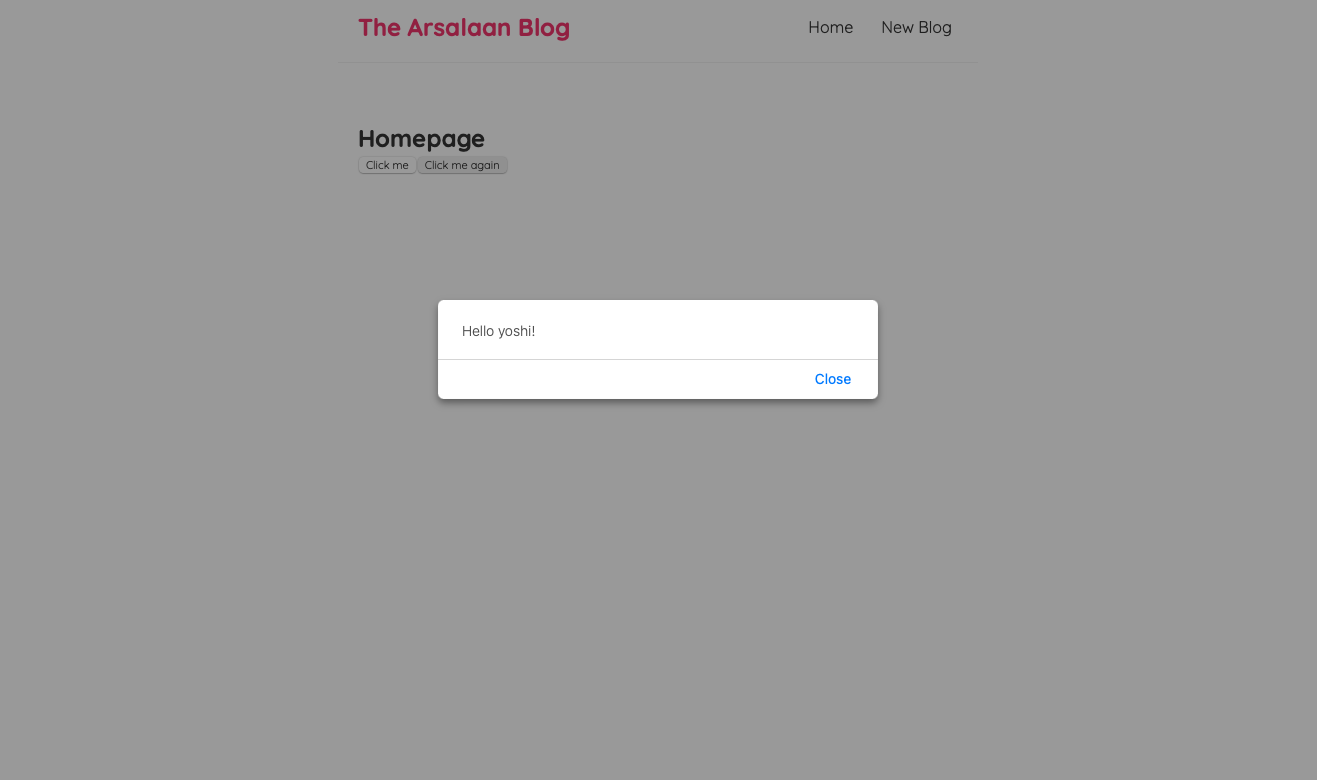 The Arsalaan Blog
Home
New Blog
Homepage
Click me
Click me again
Hello yoshi!
Close